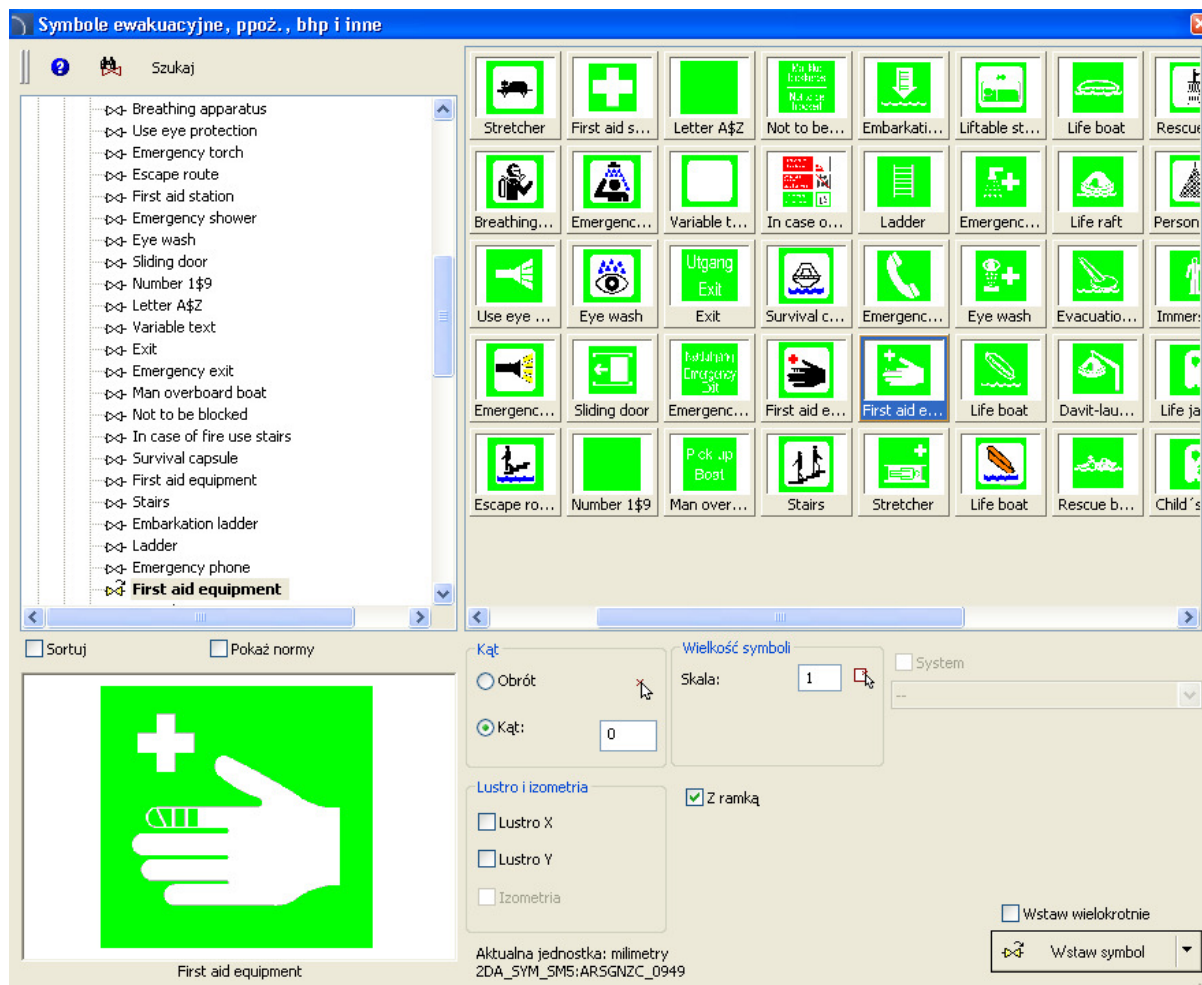 Symbole ewakuacyjne, ppoż., bhp i inne
Szukaj
Breathing apparatus
Use eye protection
Emergency torch
Escape route
First aid station
Emergency shower
Eye wash
Sliding door
Number 1$9
Letter A$Z
Variable text
Exit
Emergency exit
Man overboard boat
Not to be blocked
In case of fire use stairs
Survival capsule
First aid equipment
Stairs
Embarkation ladder
Ladder
Emergency phone
First aid equipment
Stretcher
First aid s...
Letter A$Z
Not to be...
Embarkati...
Liftable st...
Life boat
Rescu
Breathing...
Emergenc...
Variable t...
In case o...
Ladder
Emergenc...
Life raft
Person
Utgang
Exit
Use eye ...
Eye wash
Exit
Survival c...
Emergenc...
Eye wash
Evacuatio...
Immer
Emergency
Exit
Emergenc...
Sliding door
Emergenc...
First aid e...
First aid e...
Life boat
Davit-lau...
Life ja
Pick up
Boat
Escape ro...
Number 1$9
Man over...
Stairs
Stretcher
Life boat
Rescue b...
Child´s
Sortuj
Pokaż normy
Kąt
Obrót
Kąt:
0
Wielkość symboli
Skala:
1
System
--
Lustro i izometria
Lustro X
Lustro Y
Izometria
Z ramką
Wstaw wielokrotnie
Wstaw symbol
Aktualna jednostka: milimetry
2DA_SYM_SM5:ARSGNZC_0949
First aid equipment